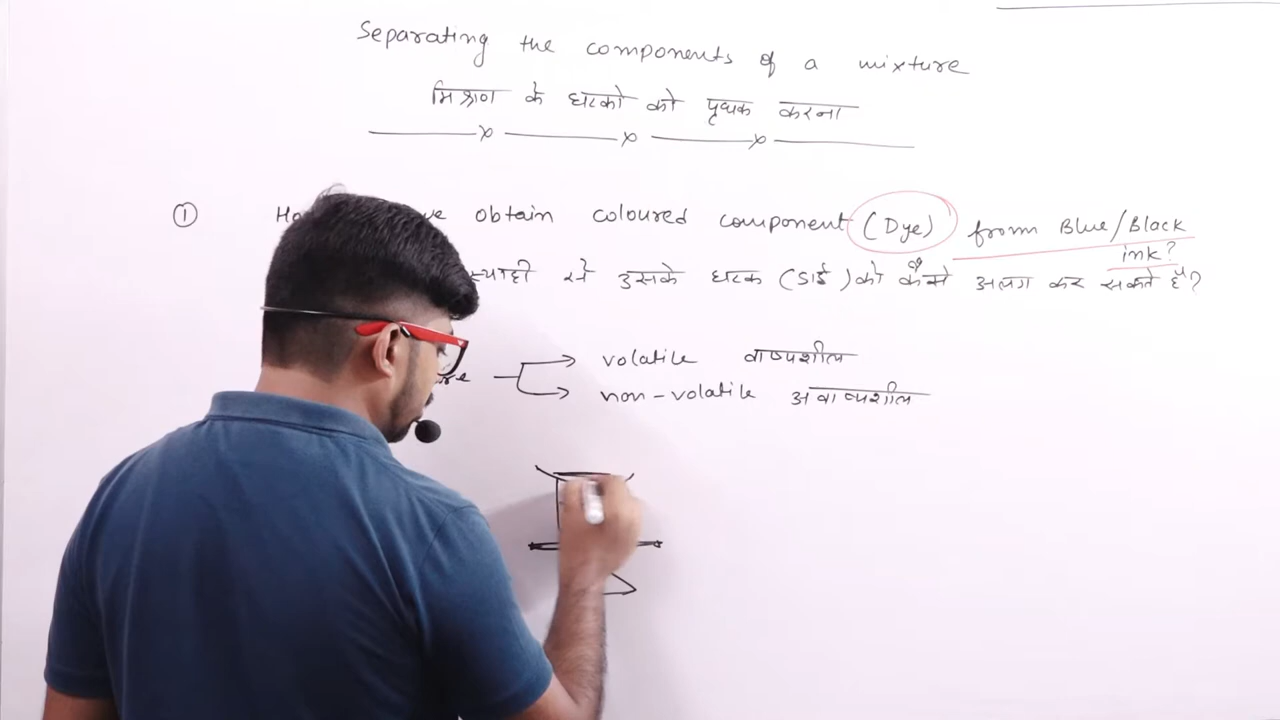 Separating the components of a mixture
मिश्रण के घटको को पृथक करना
① obtain coloured component (Dye) from Blue/Black
ink?
से उसके घटक (डाई) को कैसे अलग कर सकते हैं?
volatile वाष्पशील
non-volatile अवाष्पशील